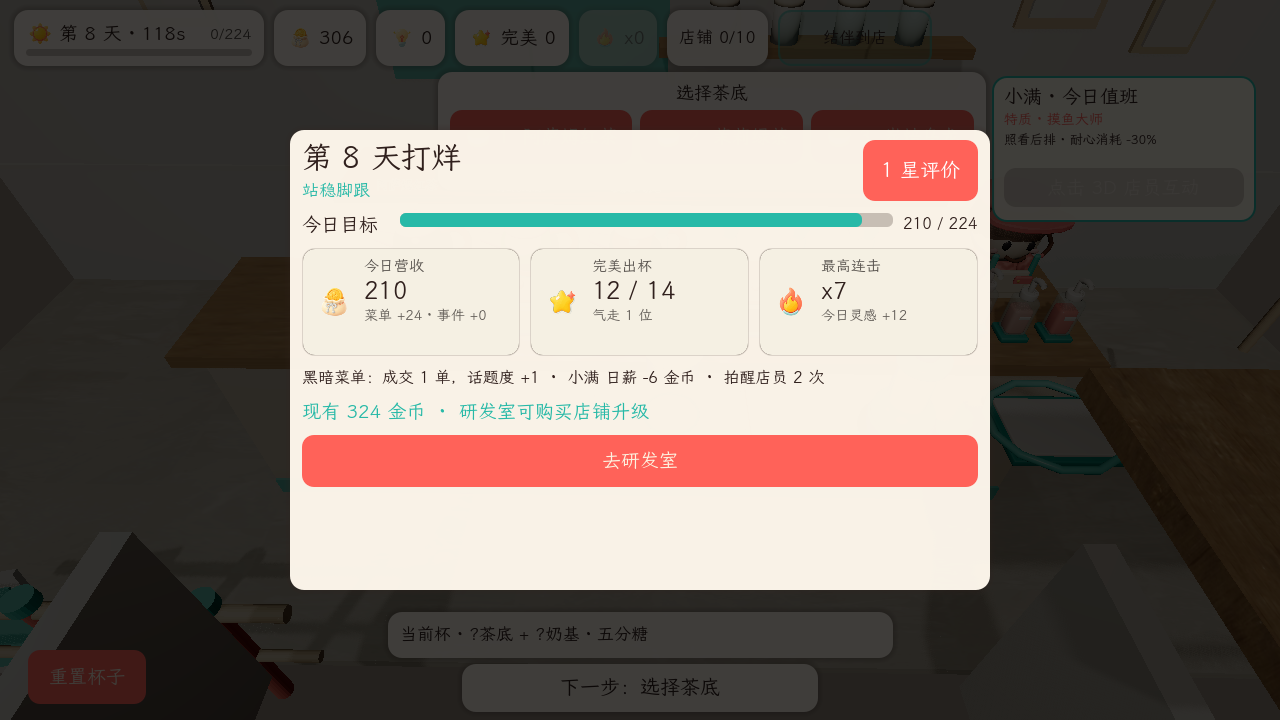 第 8 天・118s 0/224
306
0
完美 0
x0
店铺 0/10
结伴到店
选择茶底
小满・今日值班
特质・摸鱼大师
照看后排・耐心消耗 -30%
第 8 天打烊
站稳脚跟
1 星评价
今日目标
210 / 224
今日营收
210
菜单 +24・事件 +0
完美出杯
12 / 14
气走 1 位
最高连击
x7
今日灵感 +12
黑暗菜单：成交 1 单，话题度 +1 ・ 小满 日薪 -6 金币 ・ 拍醒店员 2 次
现有 324 金币 ・ 研发室可购买店铺升级
去研发室
当前杯・?茶底 + ?奶基・五分糖
重置杯子
下一步：选择茶底